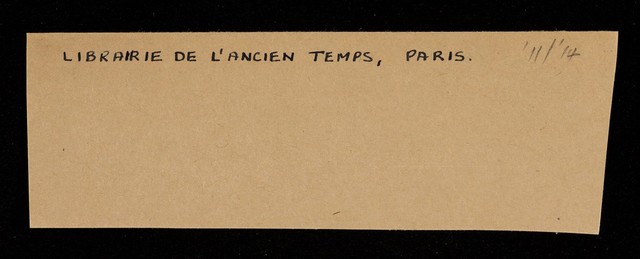 LIBRAIRIE DE L'ANCIEN TEMPS, PARIS. '11/'14